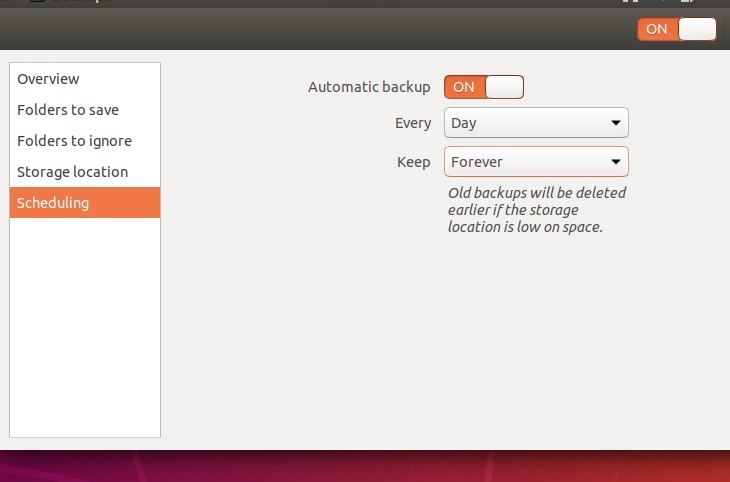 ON
Overview
Folders to save
Folders to ignore
Storage location
Scheduling
Automatic backup ON
Every Day
Keep Forever
Old backups will be deleted
earlier if the storage
location is low on space.